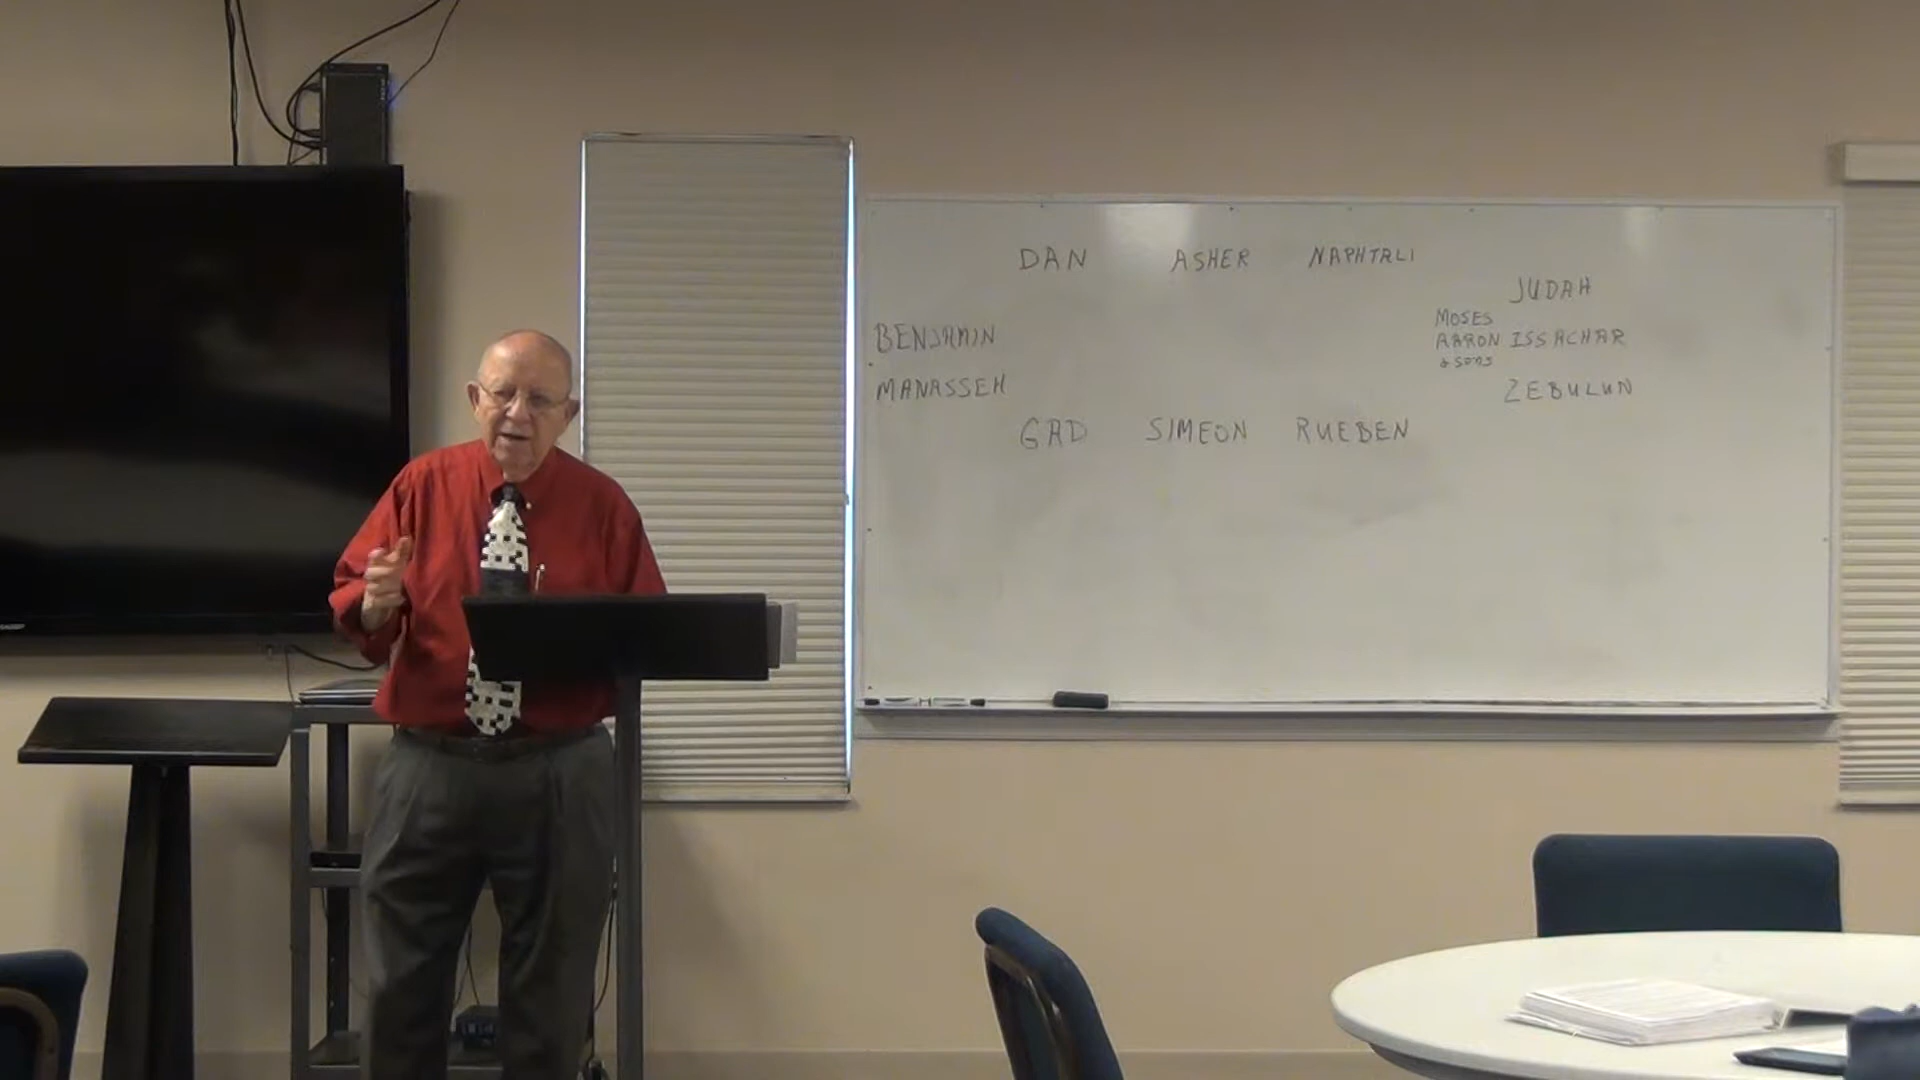 DAN ASHER NAPHTALI
JUDAH
MOSES
BENJAMIN AARON ISSACHAR
& SONS
MANASSEH ZEBULUN
GAD SIMEON RUEBEN